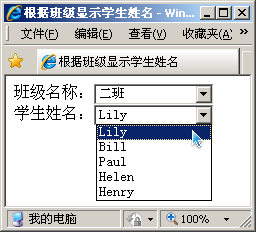 根据班级显示学生姓名 - Win...
文件(F) 编辑(E) 查看(V) 收藏夹(
根据班级显示学生姓名
班级名称： 二班
学生姓名： Lily
Lily
Bill
Paul
Helen
Henry
我的电脑 100%